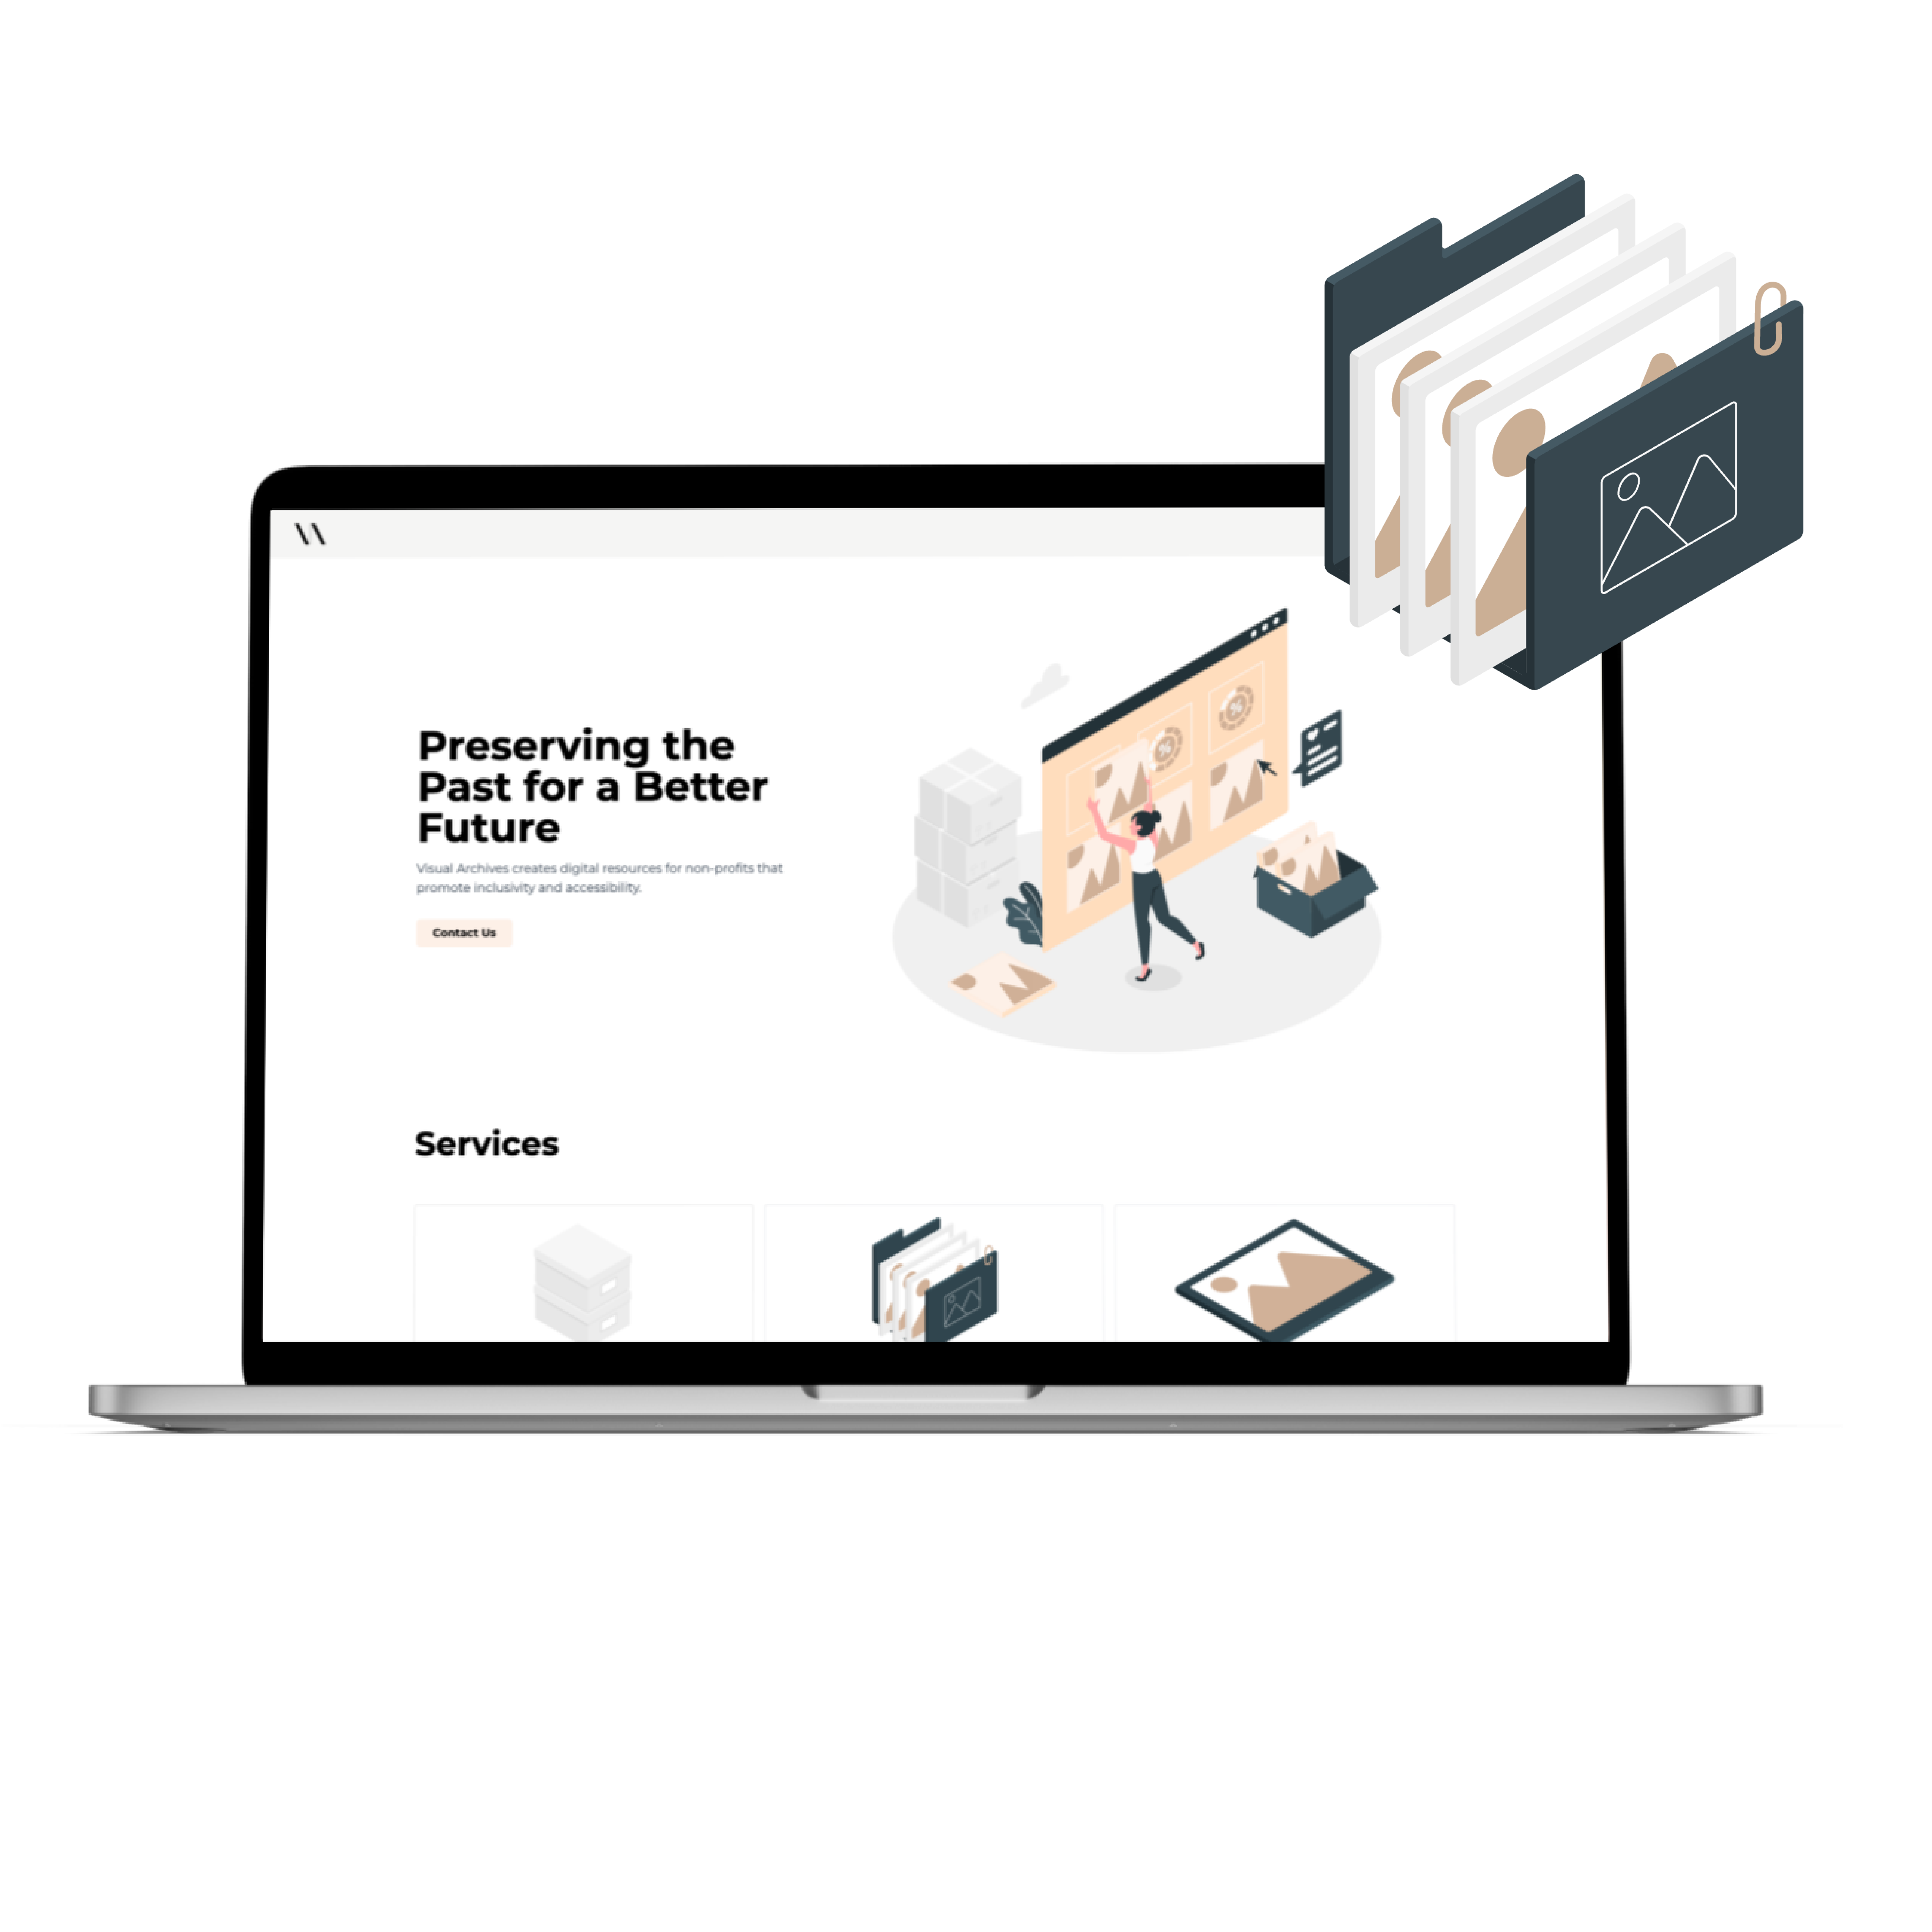 \\
Preserving the
Past for a Better
Future
Visual Archives creates digital resources for non-profits that
promote inclusivity and accessibility.
Contact Us
%
%
Services